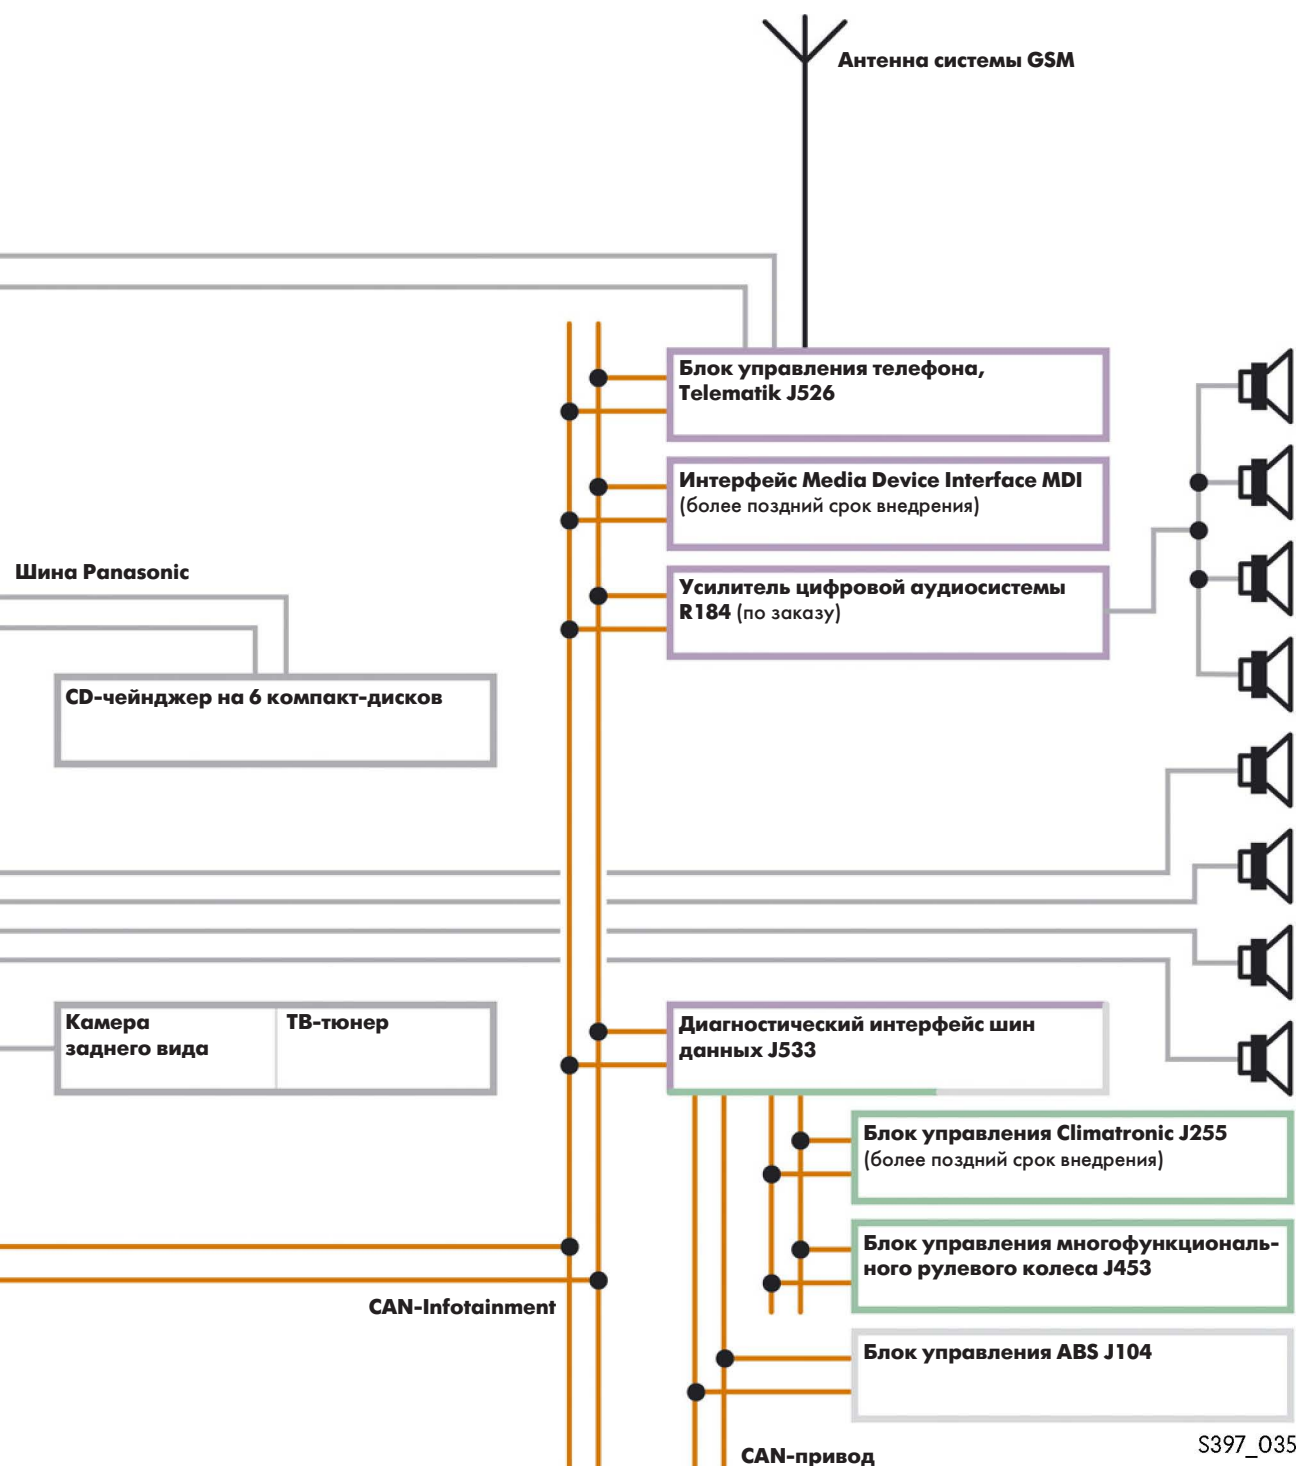 Антенна системы GSM
Блок управления телефона,
Telematik J526
Интерфейс Media Device Interface MDI
(более поздний срок внедрения)
Шина Panasonic
Усилитель цифровой аудиосистемы
R184 (по заказу)
CD-чейнджер на 6 компакт-дисков
Камера
заднего вида
ТВ-тюнер
Диагностический интерфейс шин
данных J533
Блок управления Climatronic J255
(более поздний срок внедрения)
Блок управления многофункциональ-
ного рулевого колеса J453
CAN-Infotainment
Блок управления ABS J104
CAN-привод
S397_035